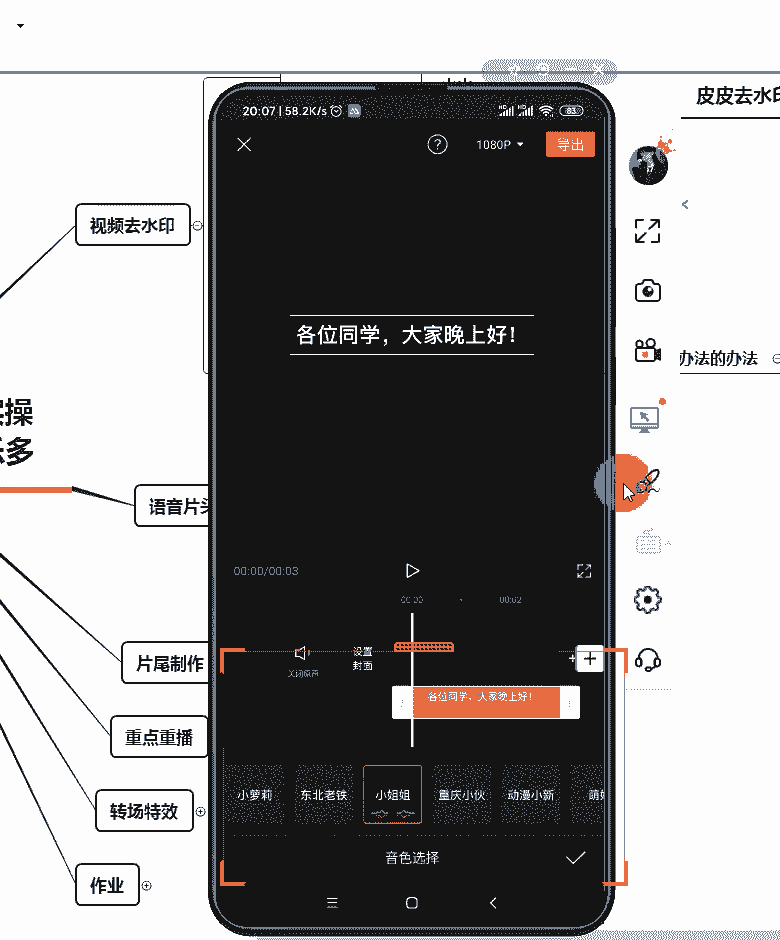 皮皮去水印
20:07 | 58.2K/s
83
1080P
导出
视频去水印
各位同学，大家晚上好！
办法的办法
实操
乐多
语音片头
00:00/00:03
00:00
00:02
设置
封面
关闭原声
片尾制作
各位同学，大家晚上好！
重点重播
小萝莉
东北老铁
小姐姐
重庆小伙
动漫小新
萌
转场特效
音色选择
作业